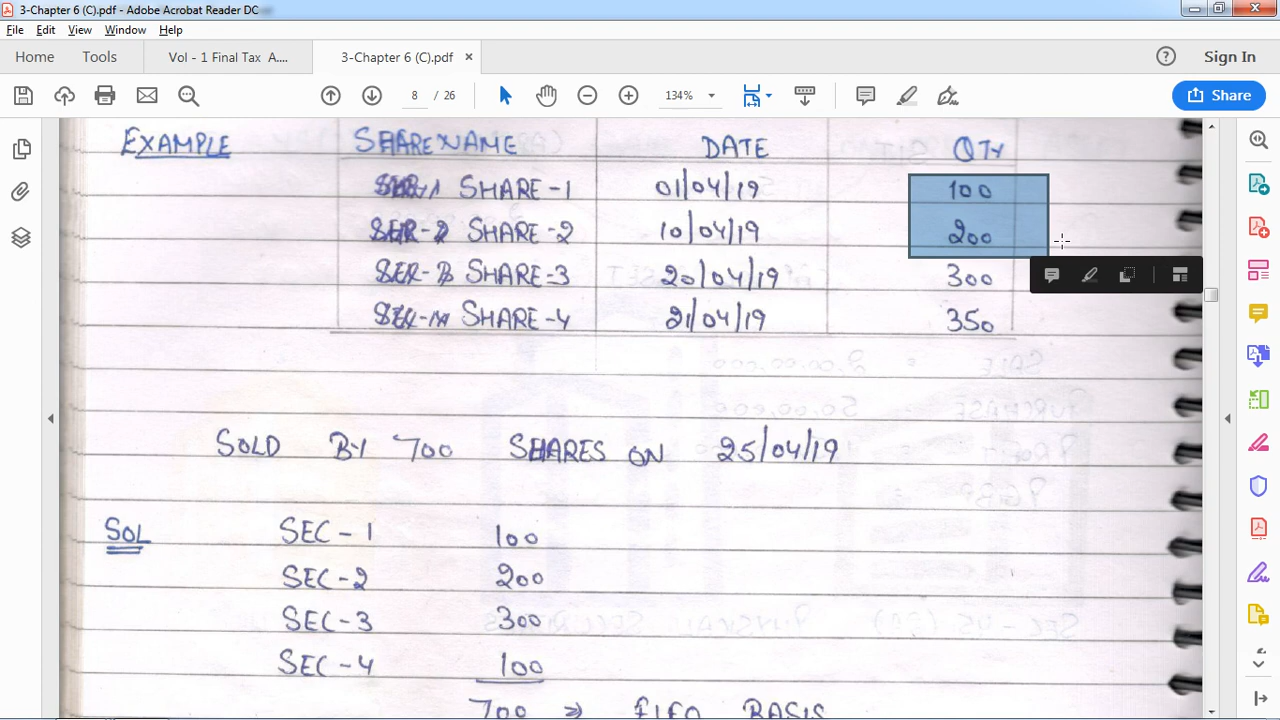 3-Chapter 6 (C).pdf - Adobe Acrobat Reader DC
File Edit View Window Help
Home Tools Vol - 1 Final Tax A.... 3-Chapter 6 (C).pdf × Sign In
8 / 26 134% Share
EXAMPLE SHARE NAME DATE QTY
SHARE-1 01/04/19 100
SHARE-2 10/04/19 200
SHARE-3 20/04/19 300
SHARE-4 21/04/19 350
SOLD BY 700 SHARES ON 25/04/19
SOL SEC-1 100
SEC-2 200
SEC-3 300
SEC-4 100
700 ⇒ FIFO BASIS